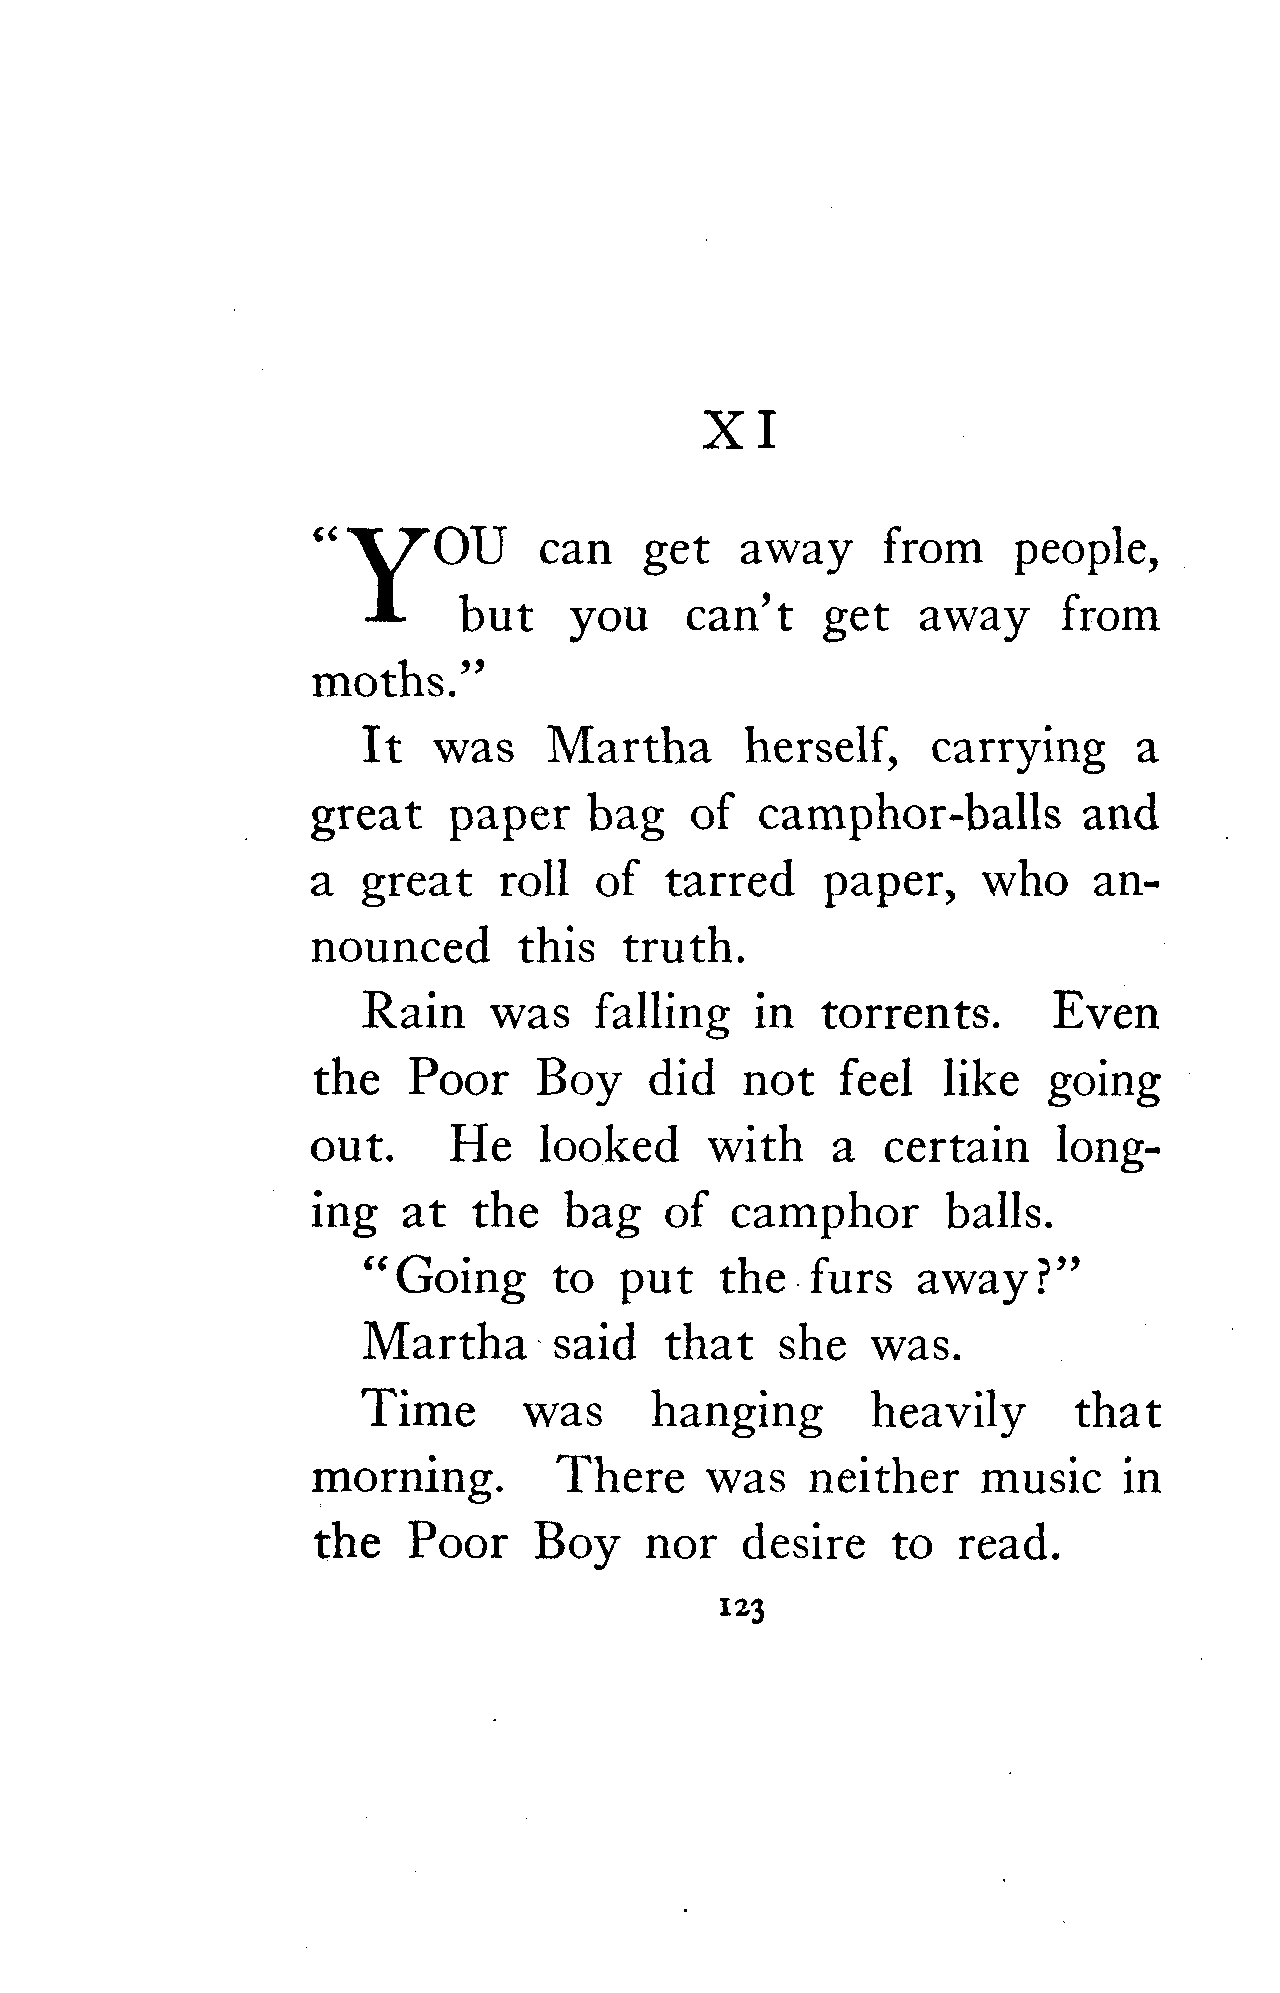 XI
"YOU can get away from people,
but you can't get away from
moths."
It was Martha herself, carrying a
great paper bag of camphor-balls and
a great roll of tarred paper, who an-
nounced this truth.
Rain was falling in torrents. Even
the Poor Boy did not feel like going
out. He looked with a certain long-
ing at the bag of camphor balls.
"Going to put the furs away?"
Martha said that she was.
Time was hanging heavily that
morning. There was neither music in
the Poor Boy nor desire to read.
123